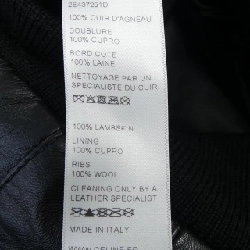 100% CUIR D'AGNEAU
DOUBLURE
100% CUPRO
BORD-COTE
100% LAINE
NETTOYAGE PAR UN
SPECIALISTE DU CUIR
100% LAMBSKIN
LINING
100% CUPRO
RIBS
100% WOOL
CLEANING ONLY BY A
LEATHER SPECIALIST
MADE IN ITALY